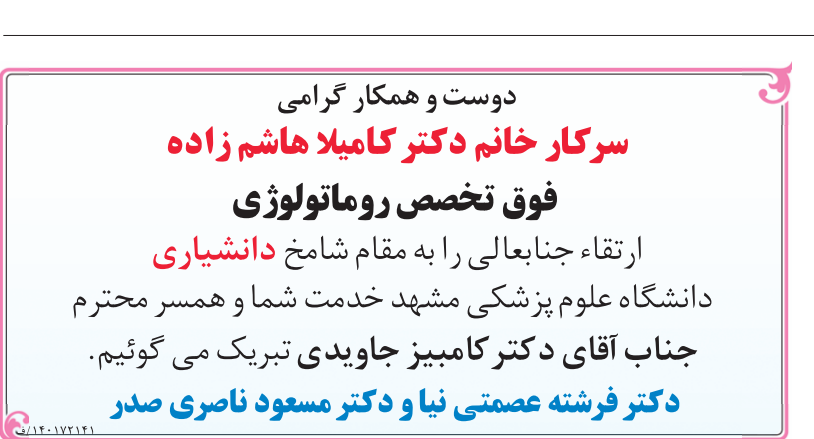 دوست و همکار گرامی
سرکار خانم دکتر کامیلا هاشم زاده
فوق تخصص روماتولوژی
ارتقاء جنابعالی را به مقام شامخ دانشیاری
دانشگاه علوم پزشکی مشهد خدمت شما و همسر محترم
جناب آقای دکتر کامبیز جاویدی تبریک می گوئیم.
دکتر فرشته عصمتی نیا و دکتر مسعود ناصری صدر
۱۴۰۱۷۲۱۴۱/ف